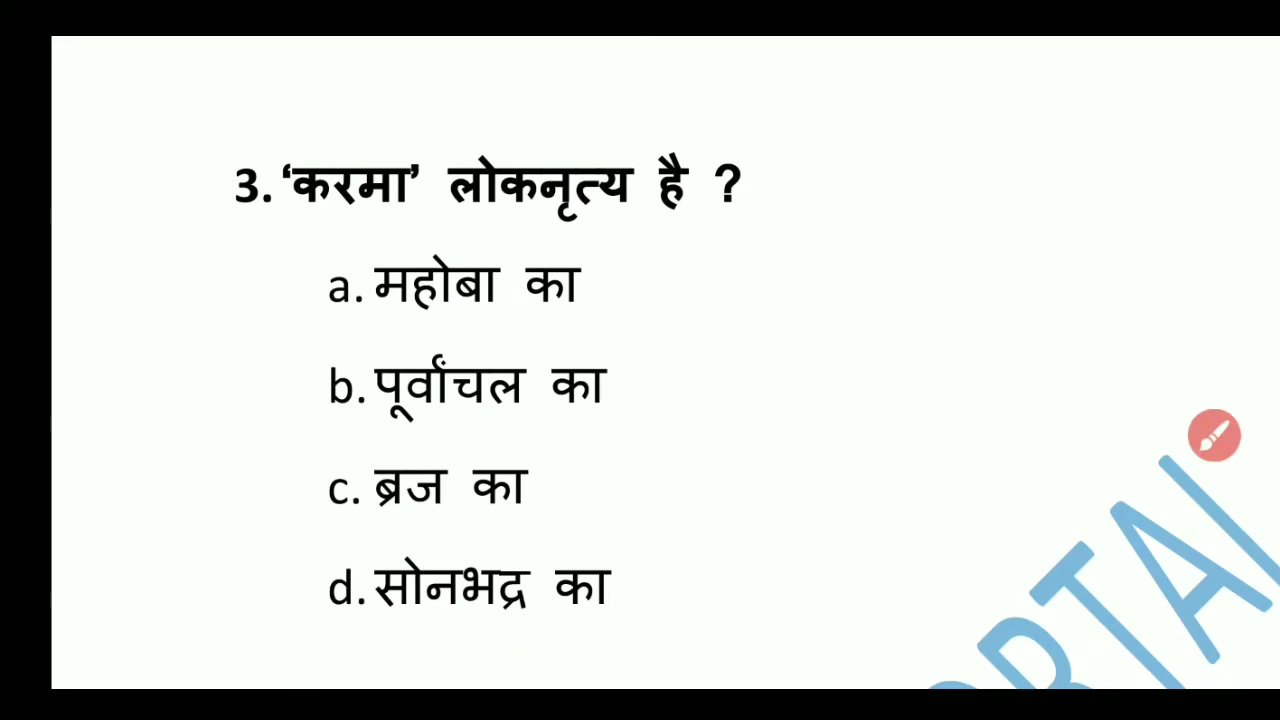 3. ‘करमा’ लोकनृत्य है ?
a. महोबा का
b. पूर्वांचल का
c. ब्रज का
d. सोनभद्र का